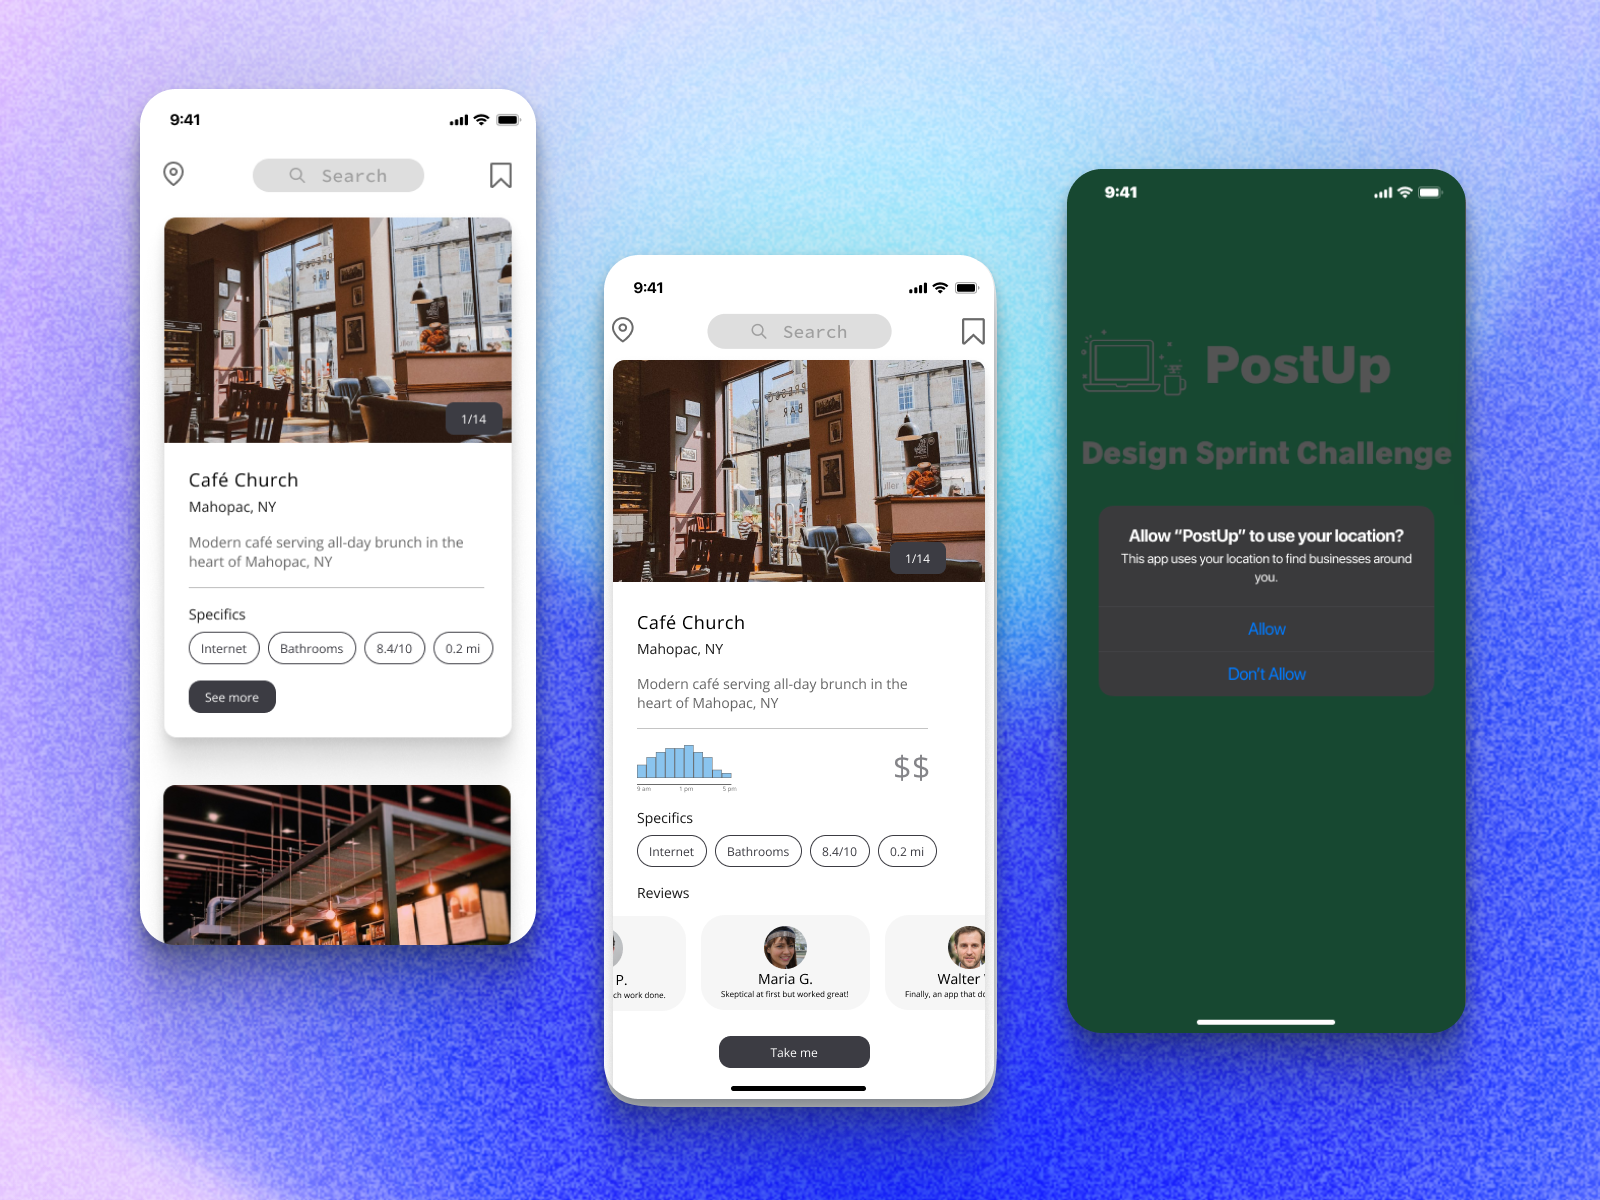 9:41
Search
1/14
Café Church
Mahopac, NY
Modern café serving all-day brunch in the
heart of Mahopac, NY
Specifics
Internet
Bathrooms
8.4/10
0.2 mi
See more
9:41
Search
1/14
Café Church
Mahopac, NY
Modern café serving all-day brunch in the
heart of Mahopac, NY
$$
9 am
1 pm
5 pm
Specifics
Internet
Bathrooms
8.4/10
0.2 mi
Reviews
P.
ch work done.
Maria G.
Skeptical at first but worked great!
Walter
Finally, an app that do
Take me
9:41
PostUp
Design Sprint Challenge
Allow “PostUp” to use your location?
This app uses your location to find businesses around
you.
Allow
Don’t Allow